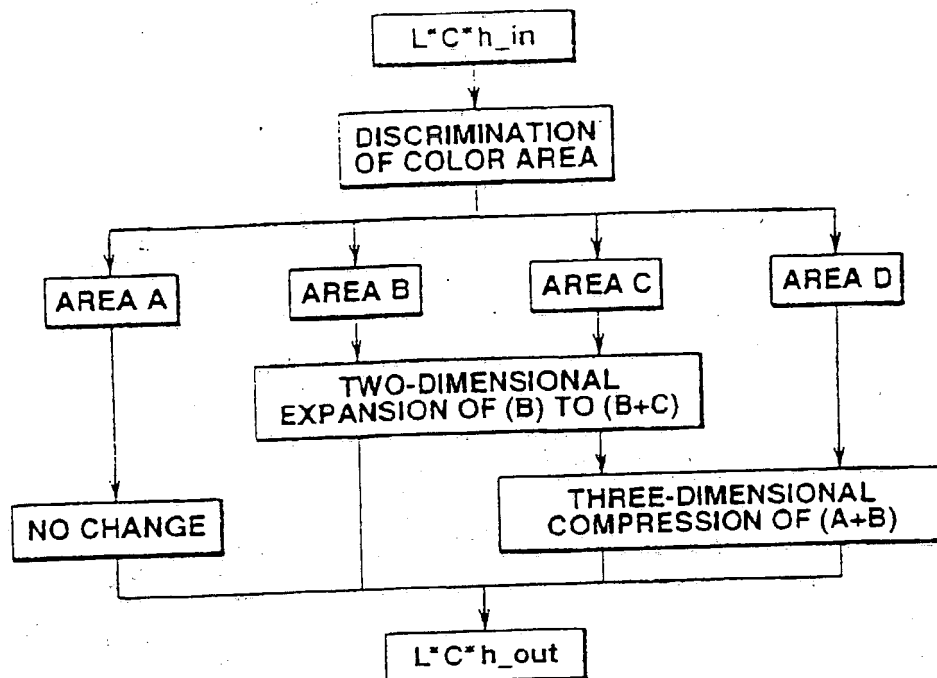 L*C*h_in
DISCRIMINATION
OF COLOR AREA
AREA A
AREA B
AREA C
AREA D
TWO-DIMENSIONAL
EXPANSION OF (B) TO (B+C)
NO CHANGE
THREE-DIMENSIONAL
COMPRESSION OF (A+B)
L*C*h_out